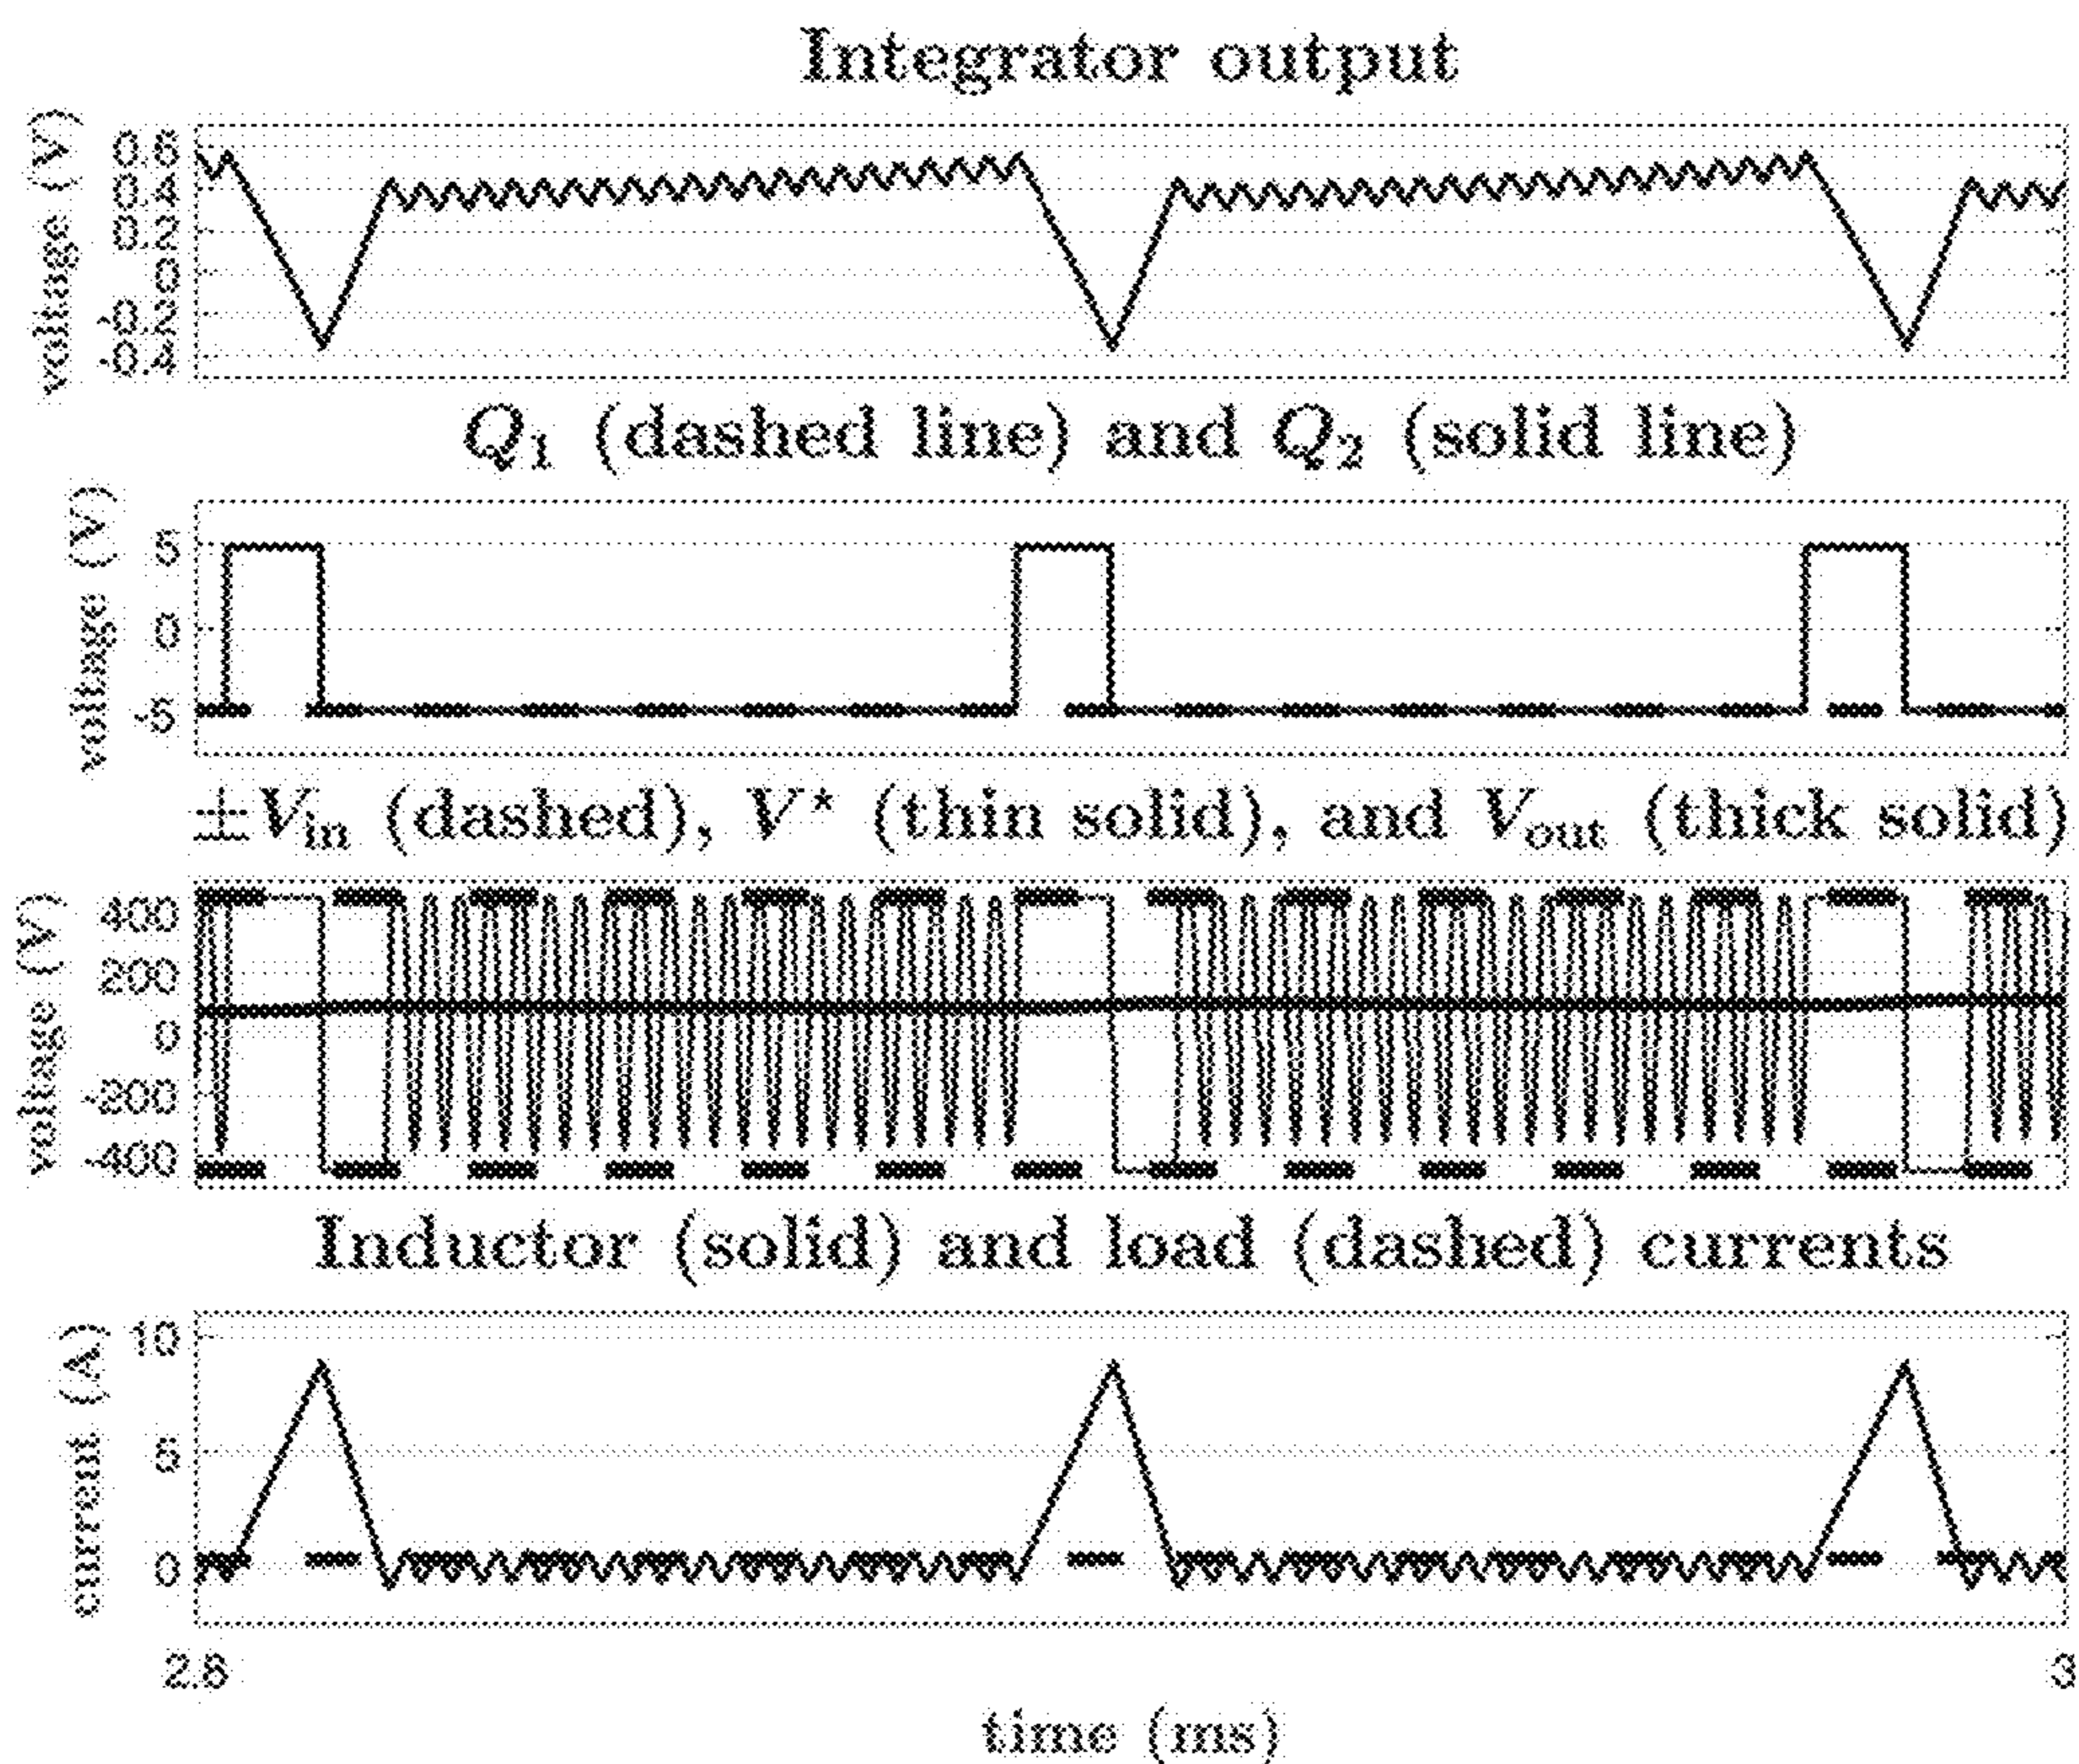 Integrator output
voltage (V)
0.6
0.4
0.2
0
-0.2
-0.4
Q1 (dashed line) and Q2 (solid line)
voltage (V)
5
0
-5
±Vin (dashed), V* (thin solid), and Vout (thick solid)
voltage (V)
400
200
0
-200
-400
Inductor (solid) and load (dashed) currents
current (A)
10
5
0
2.8 3
time (ms)